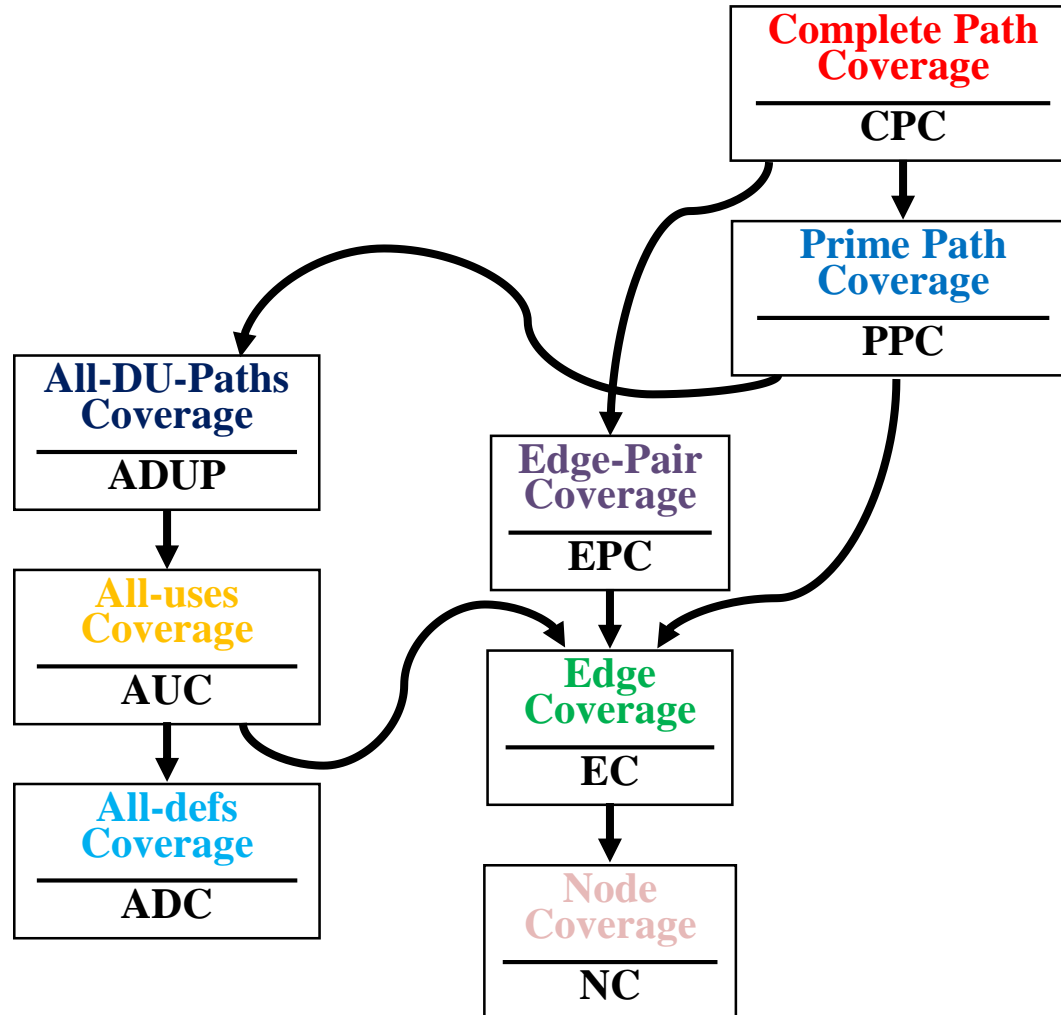 Complete Path
Coverage
CPC
Prime Path
Coverage
PPC
All-DU-Paths
Coverage
ADUP
Edge-Pair
Coverage
EPC
All-uses
Coverage
AUC
Edge
Coverage
EC
All-defs
Coverage
ADC
Node
Coverage
NC